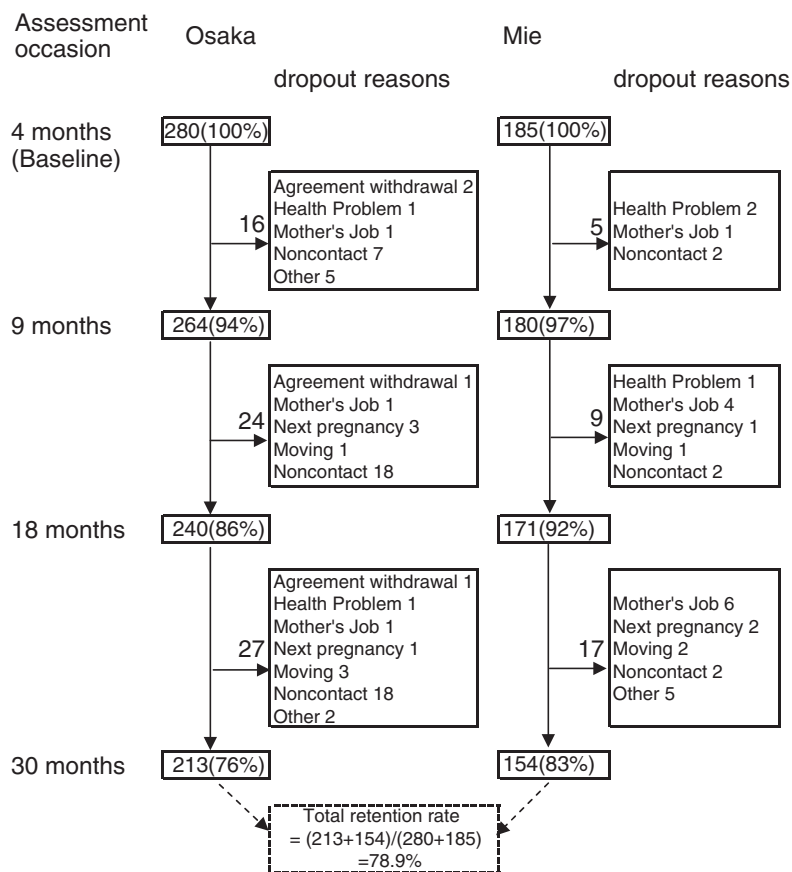 Assessment
occasion
Osaka
Mie
dropout reasons
dropout reasons
4 months
(Baseline)
280(100%)
185(100%)
16
Agreement withdrawal 2
Health Problem 1
Mother's Job 1
Noncontact 7
Other 5
5
Health Problem 2
Mother's Job 1
Noncontact 2
9 months
264(94%)
180(97%)
24
Agreement withdrawal 1
Mother's Job 1
Next pregnancy 3
Moving 1
Noncontact 18
9
Health Problem 1
Mother's Job 4
Next pregnancy 1
Moving 1
Noncontact 2
18 months
240(86%)
171(92%)
27
Agreement withdrawal 1
Health Problem 1
Mother's Job 1
Next pregnancy 1
Moving 3
Noncontact 18
Other 2
17
Mother's Job 6
Next pregnancy 2
Moving 2
Noncontact 2
Other 5
30 months
213(76%)
154(83%)
Total retention rate
= (213+154)/(280+185)
=78.9%